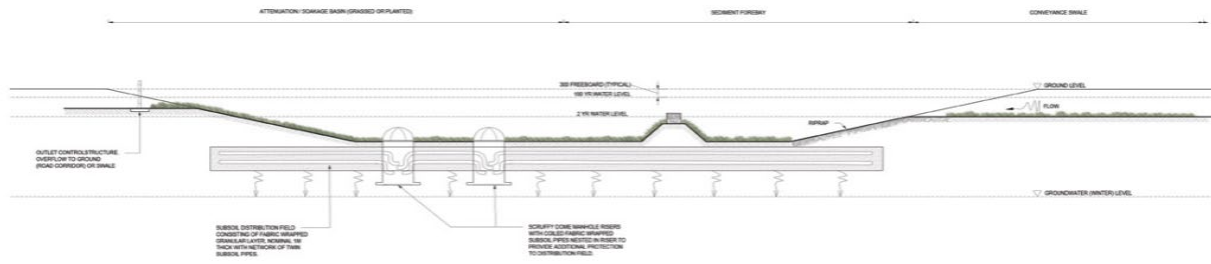 ATTENUATION / SOAKAGE BASIN (GRASSED OR PLANTED)
SEDIMENT FOREBAY
CONVEYANCE SWALE
300 FREEBOARD (TYPICAL)
100 YR WATER LEVEL
2 YR WATER LEVEL
GROUND LEVEL
FLOW
RIPRAP
OUTLET CONTROL STRUCTURE.
OVERFLOW TO GROUND
(ROAD CORRIDOR) OR SWALE
GROUNDWATER (WINTER) LEVEL
SUBSOIL DISTRIBUTION FIELD
CONSISTING OF FABRIC WRAPPED
GRANULAR LAYER, NOMINAL 1M
THICK WITH NETWORK OF TWIN
SUBSOIL PIPES.
SCRUFFY DOME MANHOLE RISERS
WITH COILED FABRIC WRAPPED
SUBSOIL PIPES NESTED IN RISER TO
PROVIDE ADDITIONAL PROTECTION
TO DISTRIBUTION FIELD.